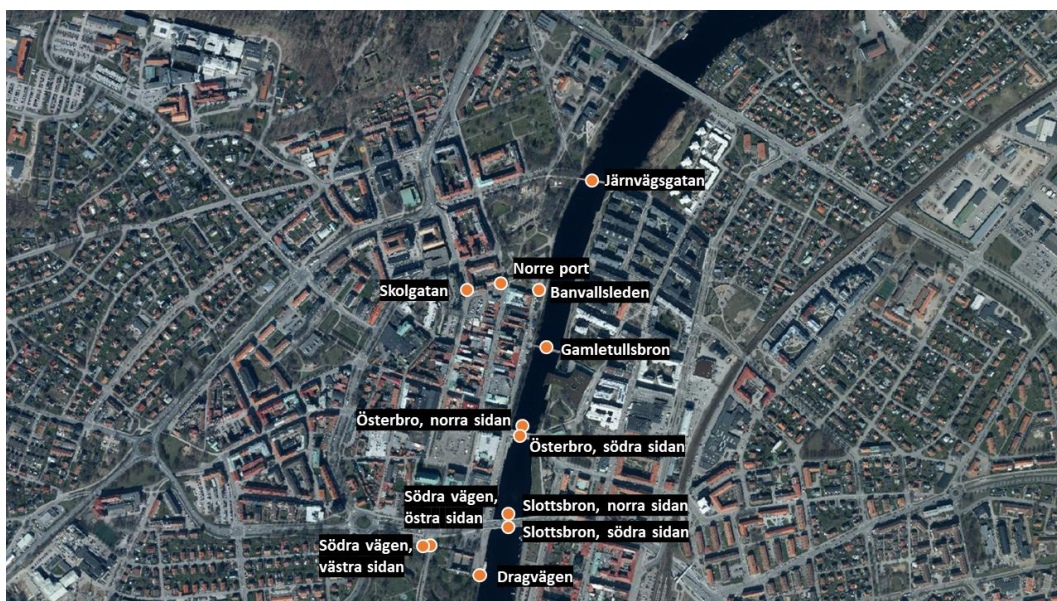 Järnvägsgatan
Norre port
Skolgatan
Banvallsleden
Gamletullsbron
Österbro, norra sidan
Österbro, södra sidan
Södra vägen,
östra sidan
Slottsbron, norra sidan
Slottsbron, södra sidan
Södra vägen,
västra sidan
Dragvägen